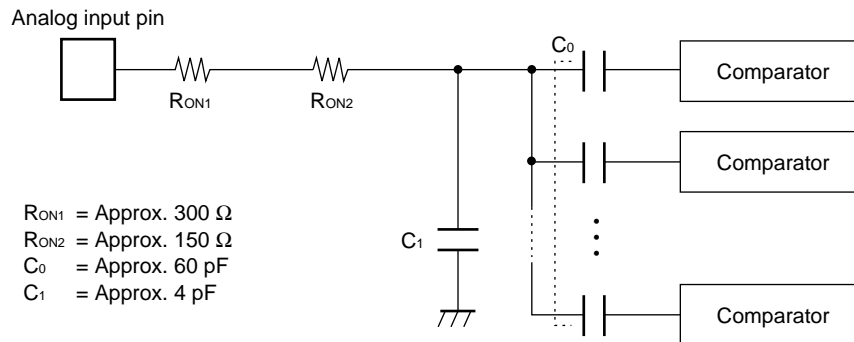 Analog input pin
RON1
RON2
C0
Comparator
Comparator
C1
Comparator
RON1 = Approx. 300 Ω
RON2 = Approx. 150 Ω
C0 = Approx. 60 pF
C1 = Approx. 4 pF